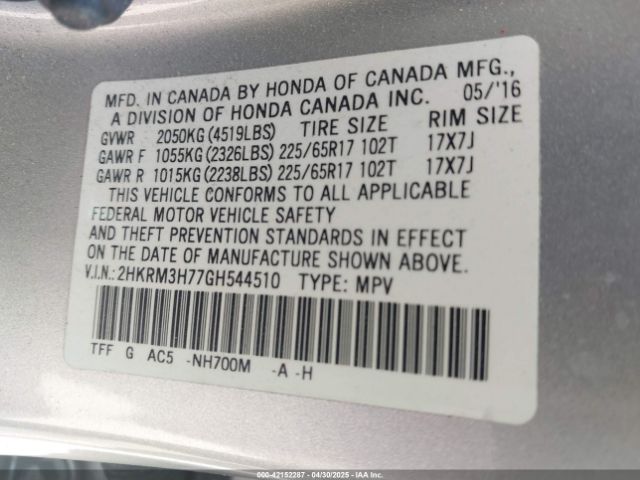 MFD. IN CANADA BY HONDA OF CANADA MFG.,
A DIVISION OF HONDA CANADA INC. 05/'16
GVWR 2050KG (4519LBS) TIRE SIZE RIM SIZE
GAWR F 1055KG (2326LBS) 225/65R17 102T 17X7J
GAWR R 1015KG (2238LBS) 225/65R17 102T 17X7J
THIS VEHICLE CONFORMS TO ALL APPLICABLE
FEDERAL MOTOR VEHICLE SAFETY
AND THEFT PREVENTION STANDARDS IN EFFECT
ON THE DATE OF MANUFACTURE SHOWN ABOVE.
V.I.N.: 2HKRM3H77GH544510 TYPE: MPV
TFF G AC5 -NH700M -A -H
000-42152287 - 04/30/2025 - IAAI.COM